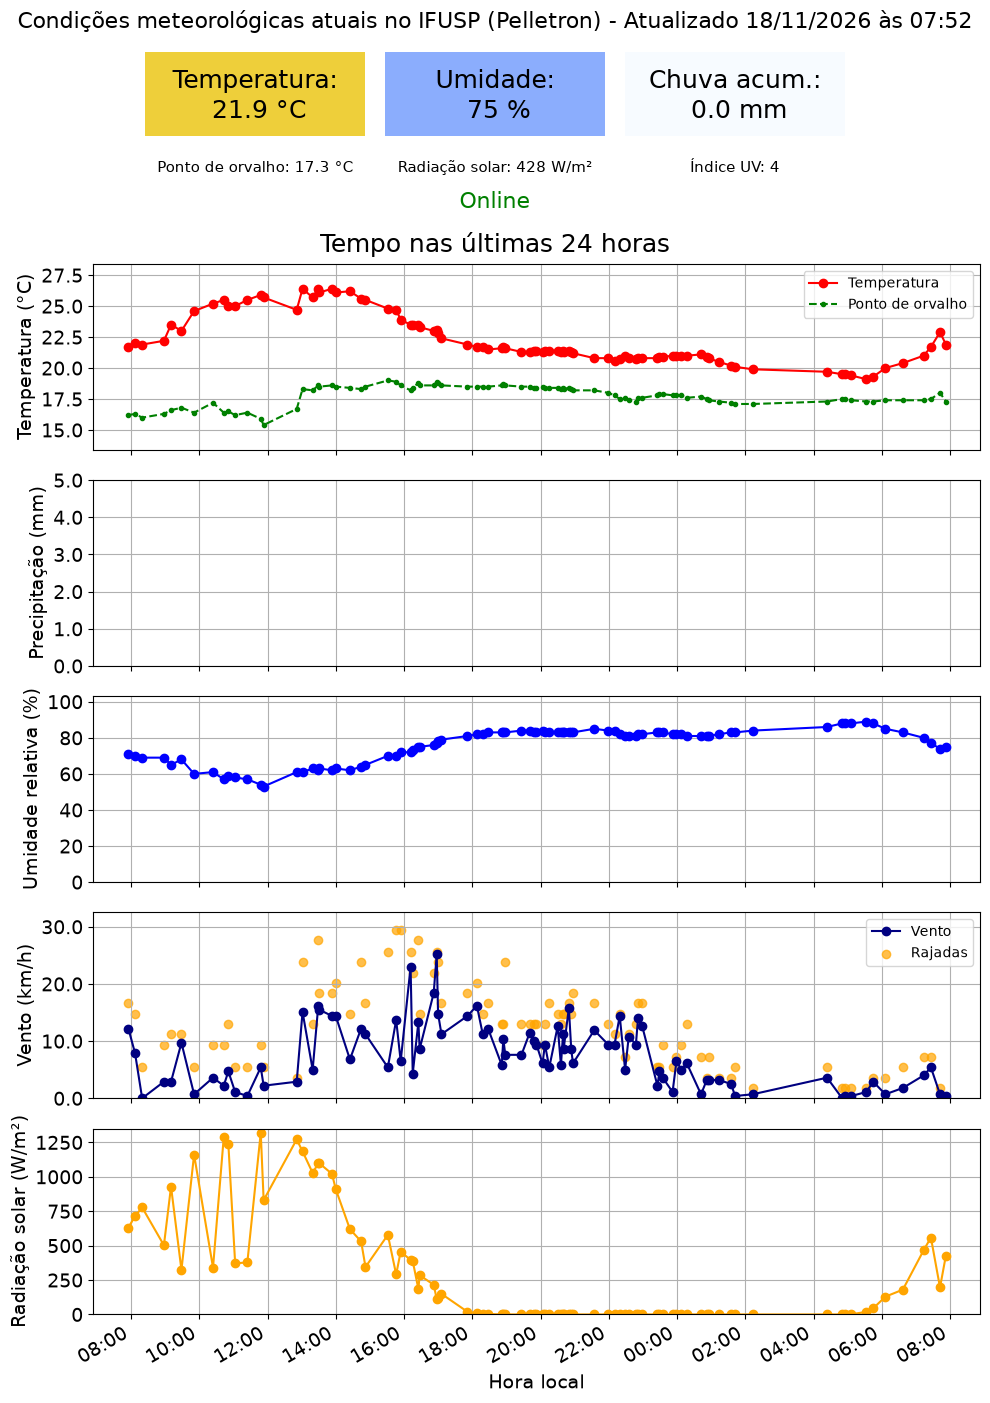 Condições meteorológicas atuais no IFUSP (Pelletron) - Atualizado 18/11/2026 às 07:52
Temperatura:
21.9 °C
Umidade:
75 %
Chuva acum.:
0.0 mm
Ponto de orvalho: 17.3 °C
Radiação solar: 428 W/m²
Índice UV: 4
Online
Tempo nas últimas 24 horas
Temperatura (°C)
27.5
25.0
22.5
20.0
17.5
15.0
Temperatura
Ponto de orvalho
Precipitação (mm)
5.0
4.0
3.0
2.0
1.0
0.0
Umidade relativa (%)
100
80
60
40
20
0
Vento (km/h)
30.0
20.0
10.0
0.0
Vento
Rajadas
Radiação solar (W/m²)
1250
1000
750
500
250
0
08:00
10:00
12:00
14:00
16:00
18:00
20:00
22:00
00:00
02:00
04:00
06:00
08:00
Hora local